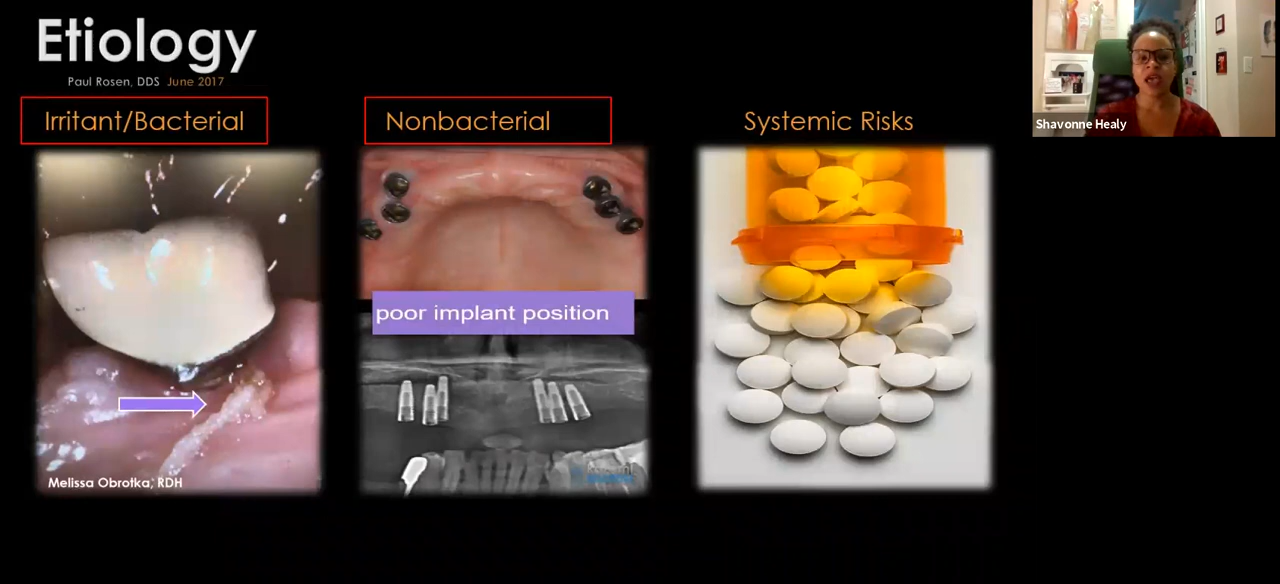 Etiology
Paul Rosen, DDS June 2017
Irritant/Bacterial
Nonbacterial
Systemic Risks
Shavonne Healy
poor implant position
Melissa Obrotka, RDH